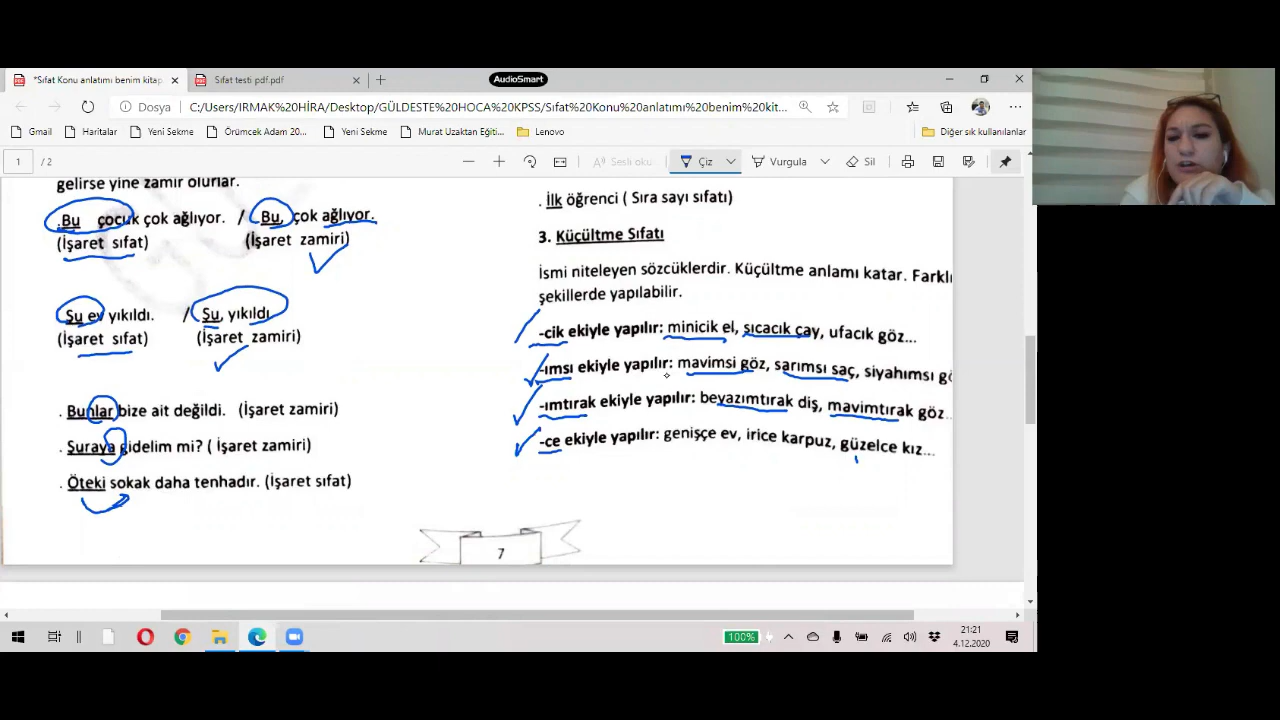 AudioSmart
*Sıfat Konu anlatımı benim kitap
Sıfat testi pdf.pdf
Dosya
C:/Users/IRMAK%20HİRA/Desktop/GÜLDESTE%20HOCA%20KPSS/Sıfat%20Konu%20anlatımı%20benim%20kit...
Gmail
Haritalar
Yeni Sekme
Örümcek Adam 20...
Yeni Sekme
Murat Uzaktan Eğiti...
Lenovo
Diğer sık kullanılanlar
1 / 2
Sesli oku
Çiz
Vurgula
Sil
gelirse yine zamir olurlar.
.Bu çocuk çok ağlıyor. / Bu, çok ağlıyor.
(İşaret sıfat) (İşaret zamiri)
Şu ev yıkıldı. / Şu, yıkıldı.
(İşaret sıfat) (İşaret zamiri)
. Bunlar bize ait değildi. (İşaret zamiri)
. Şuraya gidelim mi? ( İşaret zamiri)
. Öteki sokak daha tenhadır. (İşaret sıfat)
. İlk öğrenci ( Sıra sayı sıfatı)
3. Küçültme Sıfatı
İsmi niteleyen sözcüklerdir. Küçültme anlamı katar. Farklı
şekillerde yapılabilir.
-cik ekiyle yapılır: minicik el, sıcacık çay, ufacık göz...
-ımsı ekiyle yapılır: mavimsi göz, sarımsı saç, siyahımsı gö
-ımtırak ekiyle yapılır: beyazımtırak diş, mavimtırak göz...
-ce ekiyle yapılır: genişçe ev, irice karpuz, güzelce kız...
7
100%
21:21
4.12.2020